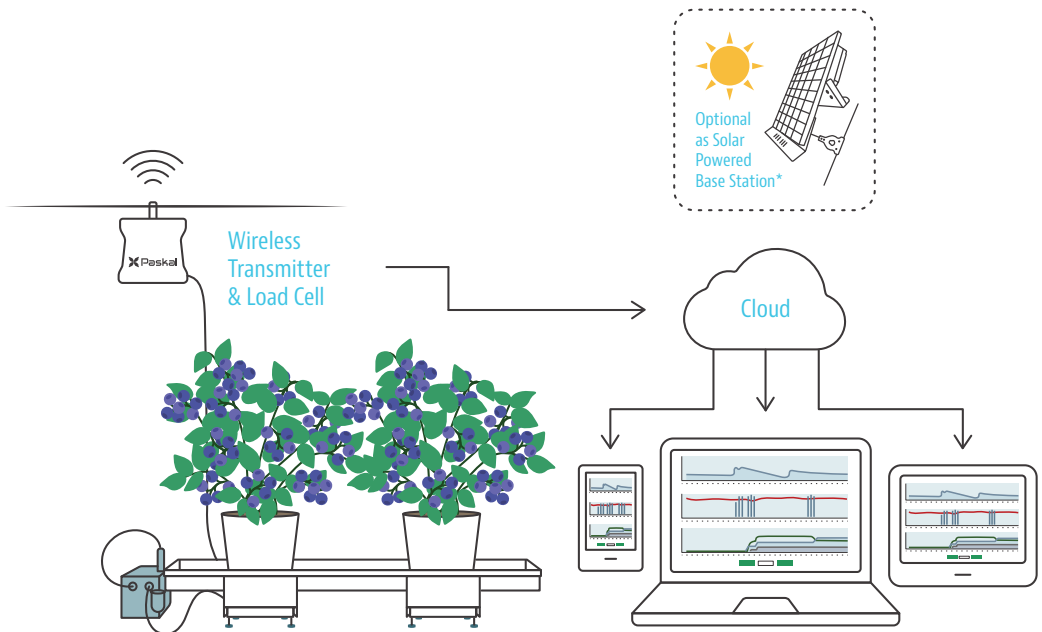 Optional
as Solar
Powered
Base Station*
Paskal
Wireless
Transmitter
& Load Cell
Cloud